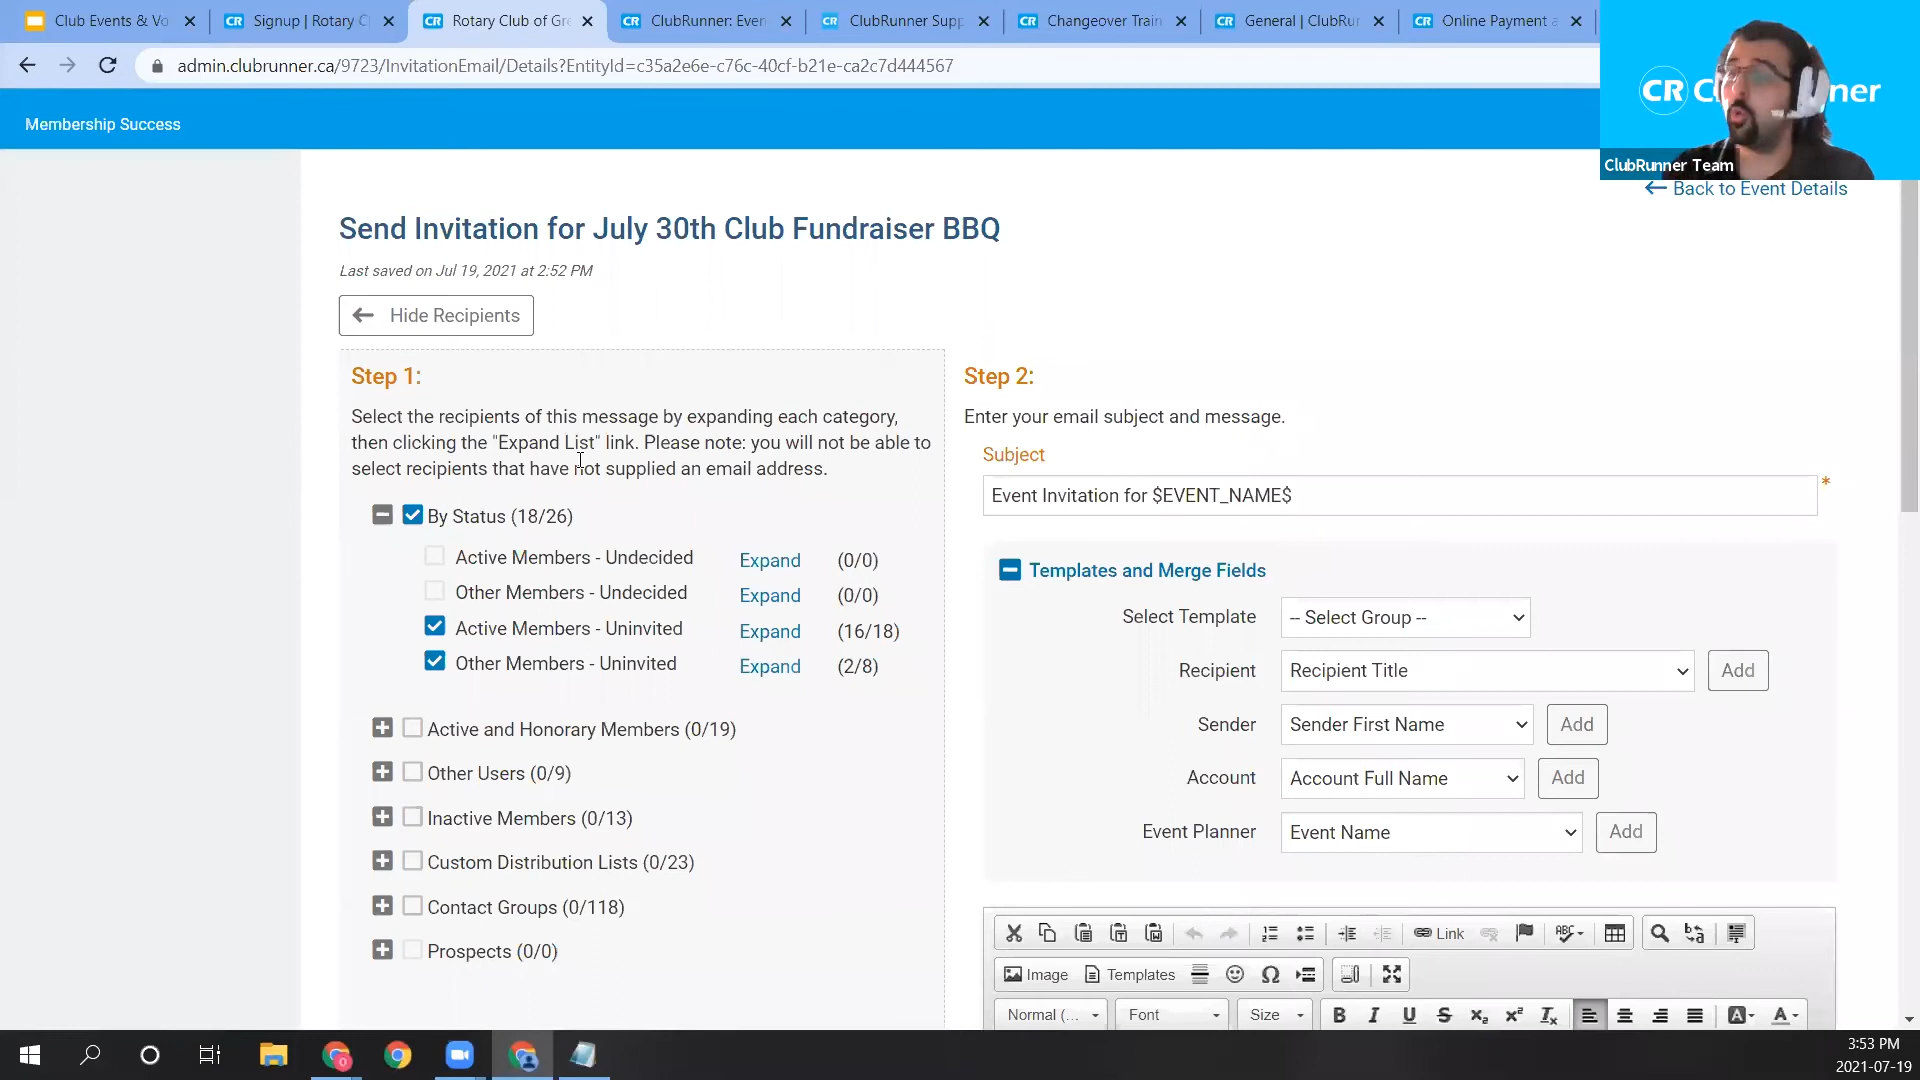 Club Events & Vo
Signup | Rotary C
Rotary Club of Gre
ClubRunner: Even
ClubRunner Supp
Changeover Train
General | ClubRun
Online Payment a
admin.clubrunner.ca/9723/InvitationEmail/Details?EntityId=c35a2e6e-c76c-40cf-b21e-ca2c7d444567
CR
ner
Membership Success
ClubRunner Team
Back to Event Details
Send Invitation for July 30th Club Fundraiser BBQ
Last saved on Jul 19, 2021 at 2:52 PM
Hide Recipients
Step 1:
Select the recipients of this message by expanding each category,
then clicking the "Expand List" link. Please note: you will not be able to
select recipients that have not supplied an email address.
By Status (18/26)
Active Members - Undecided Expand (0/0)
Other Members - Undecided Expand (0/0)
Active Members - Uninvited Expand (16/18)
Other Members - Uninvited Expand (2/8)
Active and Honorary Members (0/19)
Other Users (0/9)
Inactive Members (0/13)
Custom Distribution Lists (0/23)
Contact Groups (0/118)
Prospects (0/0)
Step 2:
Enter your email subject and message.
Subject
Event Invitation for $EVENT_NAME$ *
Templates and Merge Fields
Select Template -- Select Group --
Recipient Recipient Title Add
Sender Sender First Name Add
Account Account Full Name Add
Event Planner Event Name Add
Link
Image Templates
Normal (... Font Size B I U S x₂ x² Tx A A
3:53 PM
2021-07-19